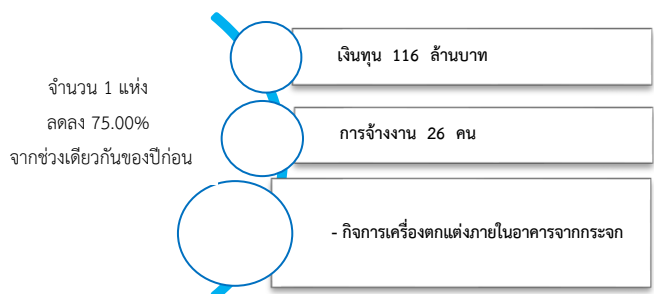 จำนวน 1 แห่ง
ลดลง 75.00%
จากช่วงเดียวกันของปีก่อน
เงินทุน 116 ล้านบาท
การจ้างงาน 26 คน
- กิจการเครื่องตกแต่งภายในอาคารจากกระจก